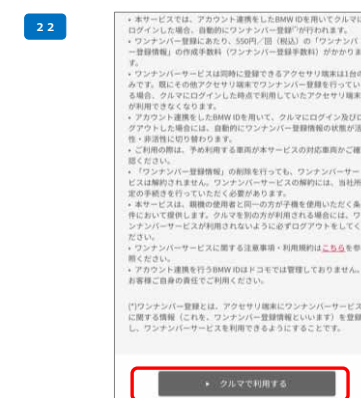 22
・本サービスでは、アカウント連携をしたBMW IDを用いてクルマに
ログインした場合、自動的にワンナンバー登録(*)が行われます。
・ワンナンバー登録にあたり、550円／回（税込）の「ワンナンバ
ー登録情報」の作成手数料（ワンナンバー登録手数料）がかかりま
す。
・ワンナンバーサービスは同時に登録できるアクセサリ端末は1台の
みです。既にその他アクセサリ端末でワンナンバー登録を行ってい
る場合、クルマにログインした時点で利用していたアクセサリ端末
が利用できなくなります。
・アカウント連携をしたBMW IDを用いて、クルマにログイン及びロ
グアウトした場合には、自動的にワンナンバー登録情報の状態が活
性・非活性に切り替わります。
・ご利用の際は、予め利用する車両が本サービスの対応車両かご確
認ください。
・「ワンナンバー登録情報」の削除を行っても、ワンナンバーサー
ビスは解約されません。ワンナンバーサービスの解約には、当社所
定の手続きを行っていただく必要があります。
・本サービスは、親機の使用者と同一の方が子機を使用いただく条
件において提供します。クルマを別の方が利用される場合には、ワ
ンナンバーサービスが利用されないように必ずログアウトをしてく
ださい。
・ワンナンバーサービスに関する注意事項・利用規約はこちらを参
照ください。
・アカウント連携を行うBMW IDはドコモでは管理しておりません。
お客様ご自身の責任でご利用ください。
(*)ワンナンバー登録とは、アクセサリ端末にワンナンバーサービス
に関する情報（これを、ワンナンバー登録情報といいます）を登録
し、ワンナンバーサービスを利用できるようにすることです。
クルマで利用する